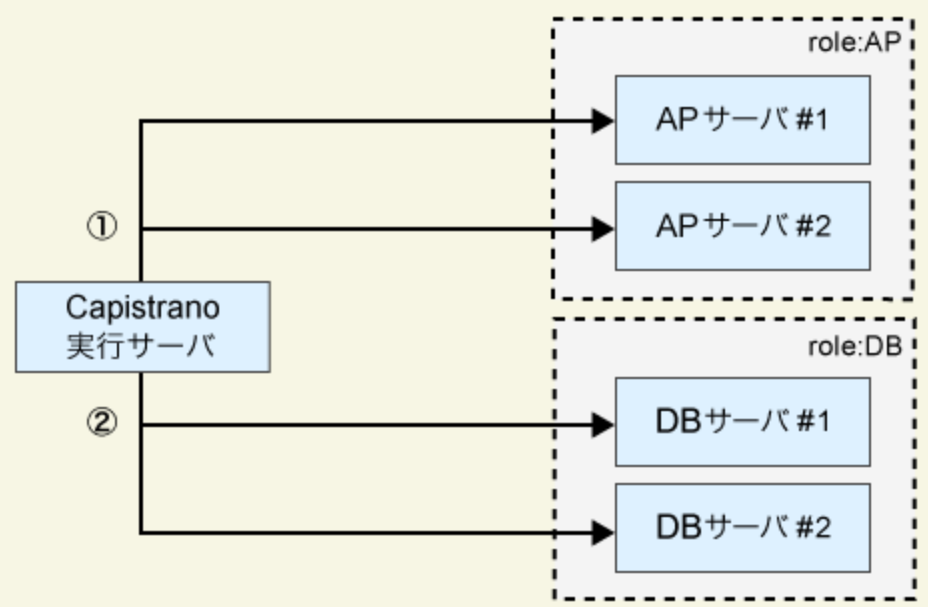 role:AP
APサーバ #1
APサーバ #2
①
Capistrano
実行サーバ
②
role:DB
DBサーバ #1
DBサーバ #2